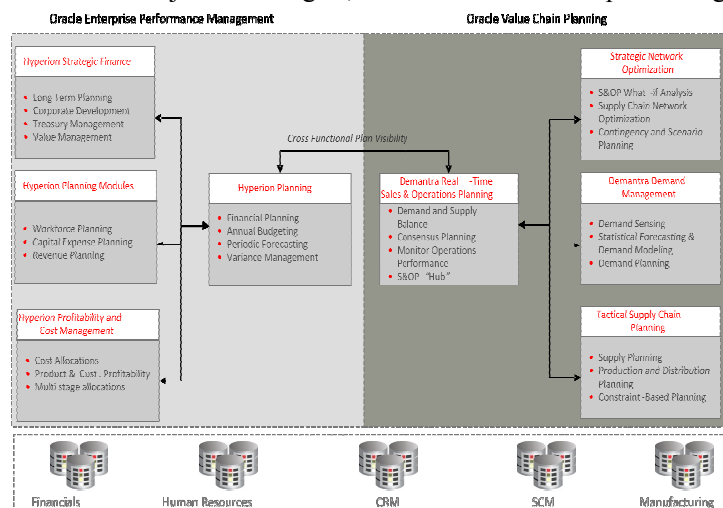 Oracle Enterprise Performance Management
Oracle Value Chain Planning
Hyperion Strategic Finance
• Long Term Planning
• Corporate Development
• Treasury Management
• Value Management
Hyperion Planning Modules
• Workforce Planning
• Capital Expense Planning
• Revenue Planning
Hyperion Profitability and
Cost Management
• Cost Allocations
• Product & Cust . Profitability
• Multi stage allocations
Cross Functional Plan Visibility
Hyperion Planning
• Financial Planning
• Annual Budgeting
• Periodic Forecasting
• Variance Management
Demantra Real -Time
Sales & Operations Planning
• Demand and Supply
Balance
• Consensus Planning
• Monitor Operations
Performance
• S&OP “Hub”
Strategic Network
Optimization
• S&OP What -if Analysis
• Supply Chain Network
Optimization
• Contingency and Scenario
Planning
Demantra Demand
Management
• Demand Sensing
• Statistical Forecasting &
Demand Modeling
• Demand Planning
Tactical Supply Chain
Planning
• Supply Planning
• Production and Distribution
Planning
• Constraint -Based Planning
Financials
Human Resources
CRM
SCM
Manufacturing